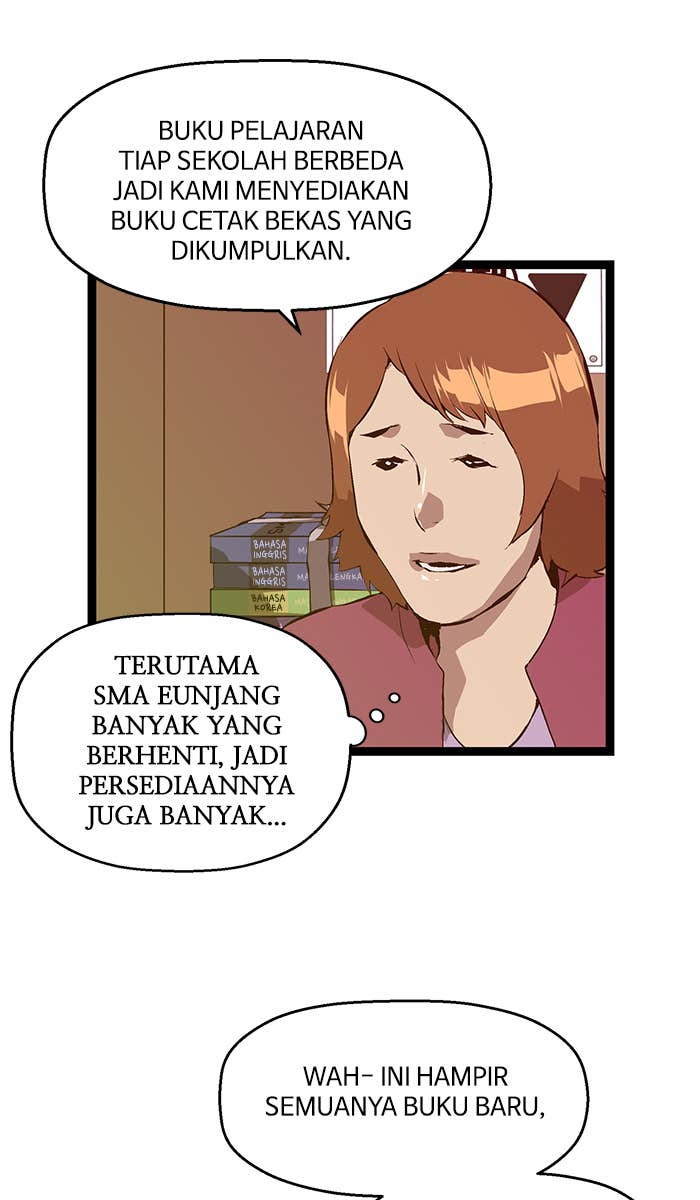 BUKU PELAJARAN
TIAP SEKOLAH BERBEDA
JADI KAMI MENYEDIAKAN
BUKU CETAK BEKAS YANG
DIKUMPULKAN.
BAHASA
INGGRIS
BAHASA
INGGRIS
BAHASA
KOREA
TERUTAMA
SMA EUNJANG
BANYAK YANG
BERHENTI, JADI
PERSEDIAANNYA
JUGA BANYAK...
WAH- INI HAMPIR
SEMUANYA BUKU BARU,